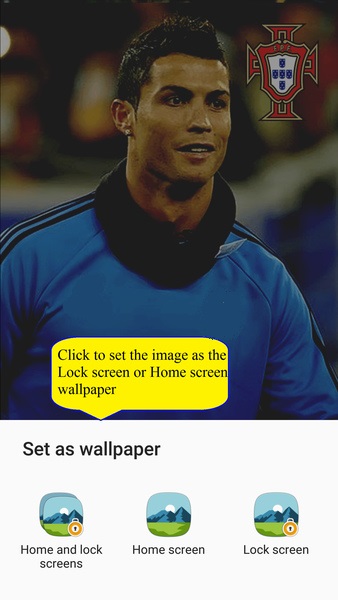 Click to set the image as the
Lock screen or Home screen
wallpaper
Set as wallpaper
Home and lock
screens
Home screen
Lock screen